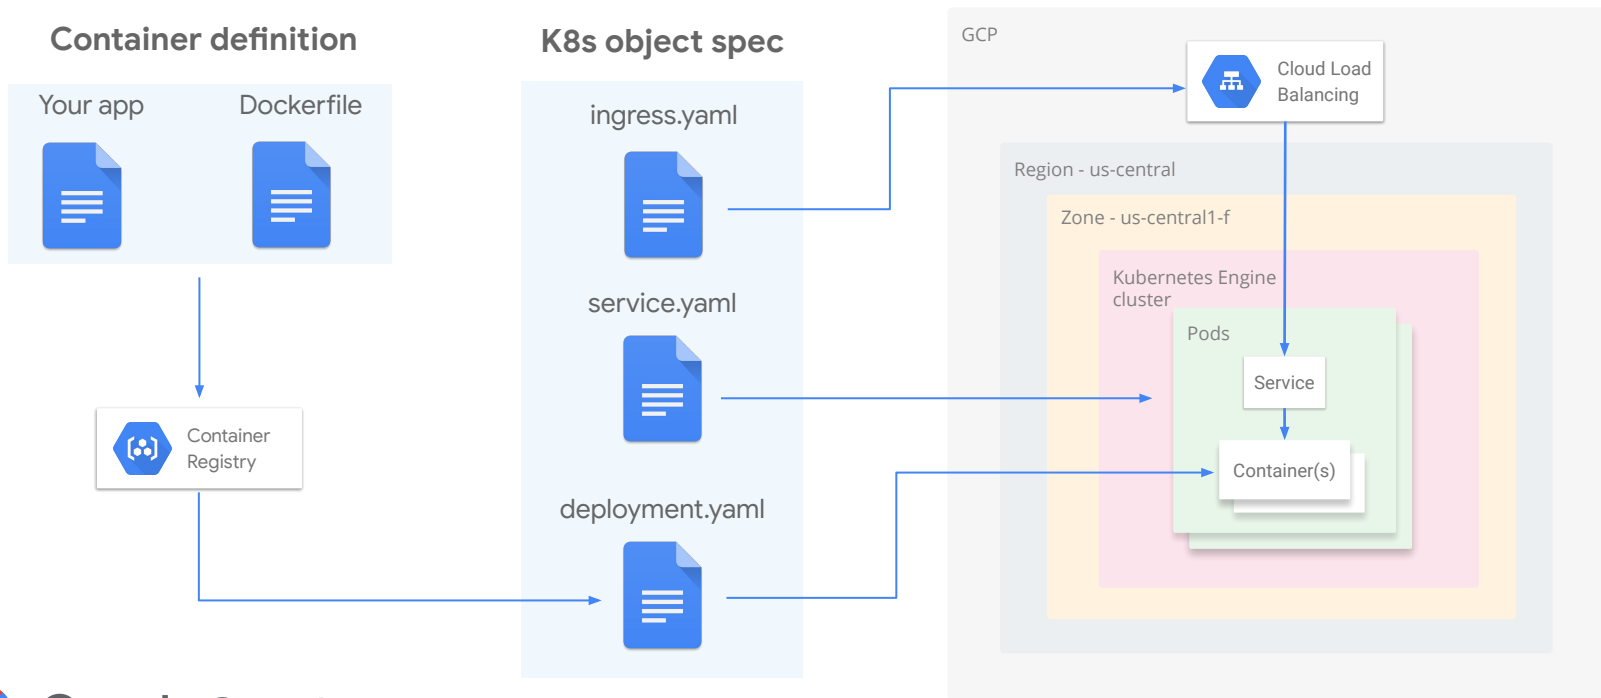 Container definition
Your app
Dockerfile
Container
Registry
K8s object spec
ingress.yaml
service.yaml
deployment.yaml
GCP
Cloud Load
Balancing
Region - us-central
Zone - us-central1-f
Kubernetes Engine
cluster
Pods
Service
Container(s)